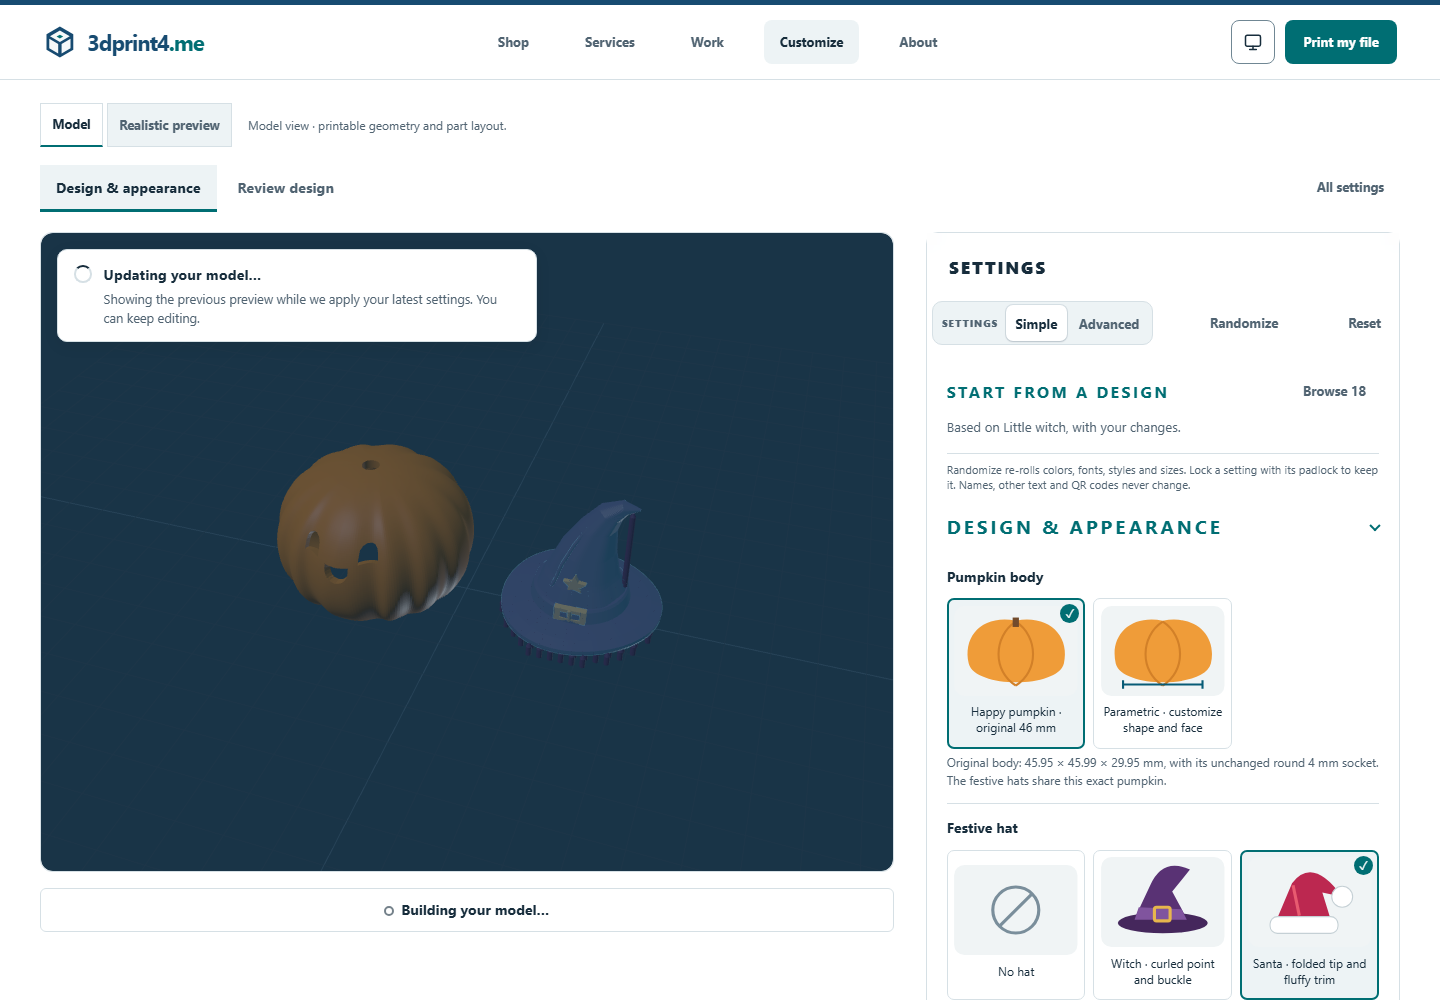 3dprint4.me
Shop
Services
Work
Customize
About
Print my file
Model
Realistic preview
Model view · printable geometry and part layout.
Design & appearance
Review design
All settings
Updating your model...
Showing the previous preview while we apply your latest settings. You
can keep editing.
Building your model...
SETTINGS
SETTINGS
Simple
Advanced
Randomize
Reset
START FROM A DESIGN
Browse 18
Based on Little witch, with your changes.
Randomize re-rolls colors, fonts, styles and sizes. Lock a setting with its padlock to keep
it. Names, other text and QR codes never change.
DESIGN & APPEARANCE
Pumpkin body
Happy pumpkin ·
original 46 mm
Parametric · customize
shape and face
Original body: 45.95 × 45.99 × 29.95 mm, with its unchanged round 4 mm socket.
The festive hats share this exact pumpkin.
Festive hat
No hat
Witch · curled point
and buckle
Santa · folded tip and
fluffy trim